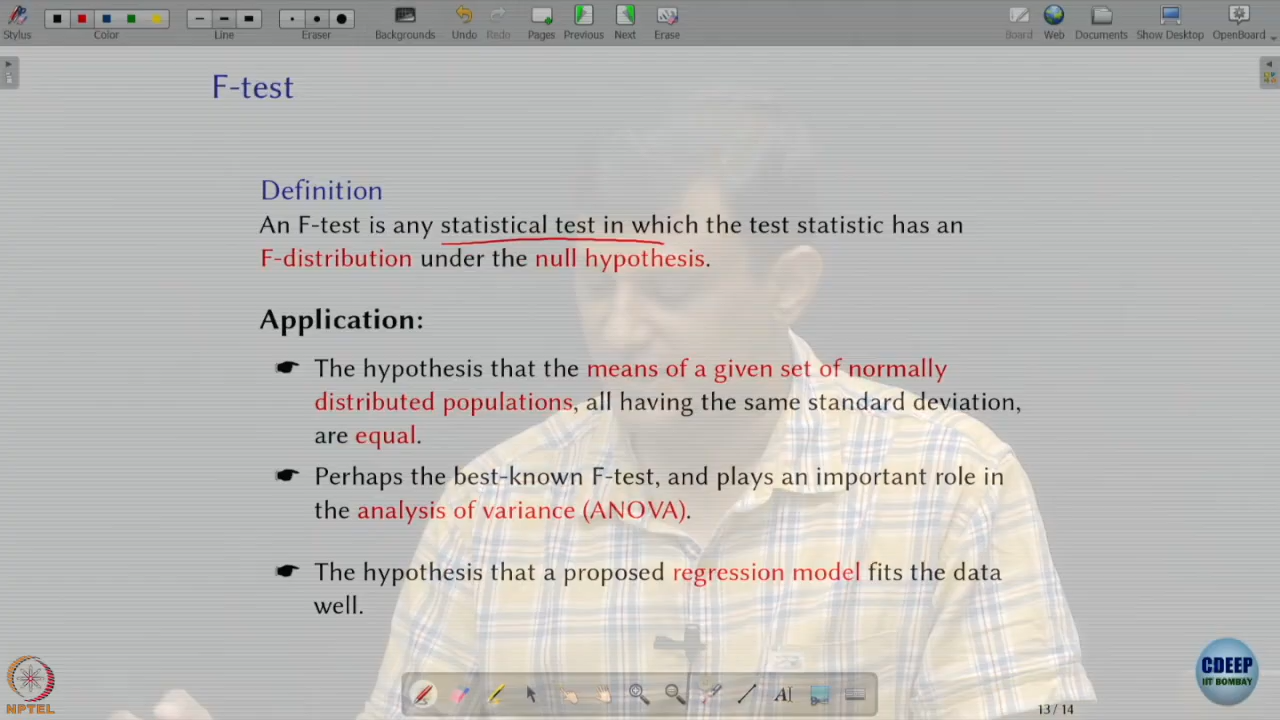 Stylus Color Line Eraser Backgrounds Undo Redo Pages Previous Next Erase Board Web Documents Show Desktop OpenBoard
F-test
Definition
An F-test is any statistical test in which the test statistic has an
F-distribution under the null hypothesis.
Application:
The hypothesis that the means of a given set of normally
distributed populations, all having the same standard deviation,
are equal.
Perhaps the best-known F-test, and plays an important role in
the analysis of variance (ANOVA).
The hypothesis that a proposed regression model fits the data
well.
NPTEL
CDEEP
IIT BOMBAY
13 / 14